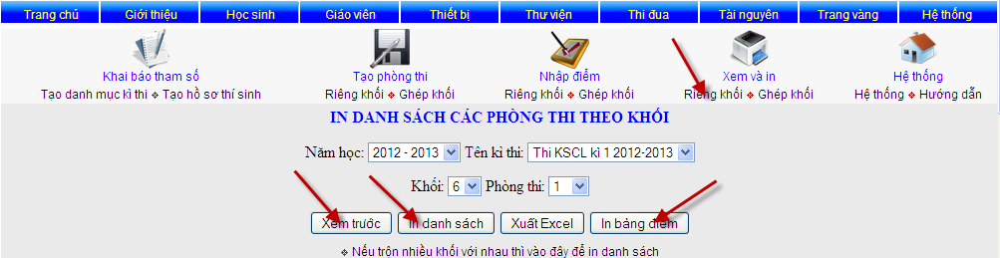 Trang chủ Giới thiệu Học sinh Giáo viên Thiết bị Thư viện Thi đua Tài nguyên Trang vàng Hệ thống
Khai báo tham số Tạo phòng thi Nhập điểm Xem và in Hệ thống
Tạo danh mục kì thi ❖ Tạo hồ sơ thí sinh Riêng khối ❖ Ghép khối Riêng khối ❖ Ghép khối Riêng khối ❖ Ghép khối Hệ thống ❖ Hướng dẫn
IN DANH SÁCH CÁC PHÒNG THI THEO KHỐI
Năm học: 2012 - 2013 Tên kì thi: Thi KSCL kì 1 2012-2013
Khối: 6 Phòng thi: 1
Xem trước In danh sách Xuất Excel In bảng điểm
❖ Nếu trộn nhiều khối với nhau thì vào đây để in danh sách